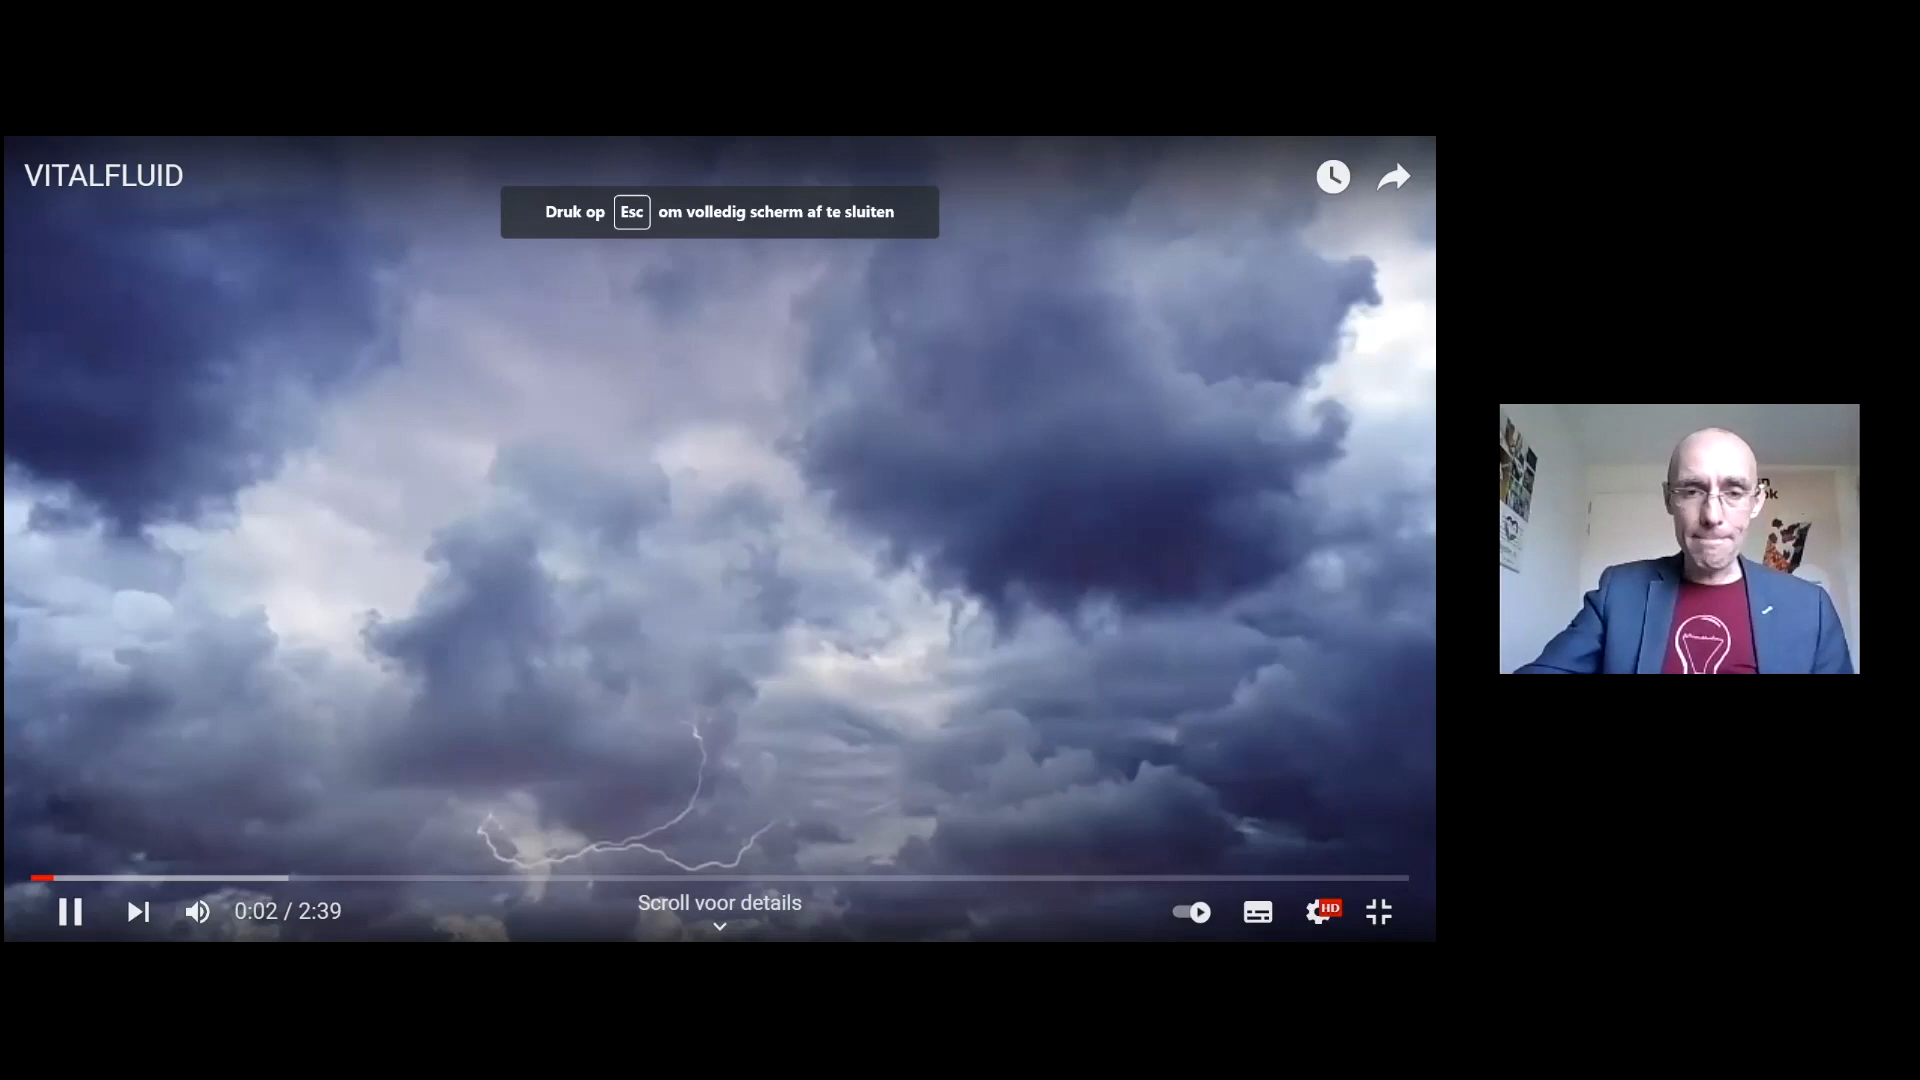 VITALFLUID
Druk op Esc om volledig scherm af te sluiten
0:02 / 2:39
Scroll voor details
HD